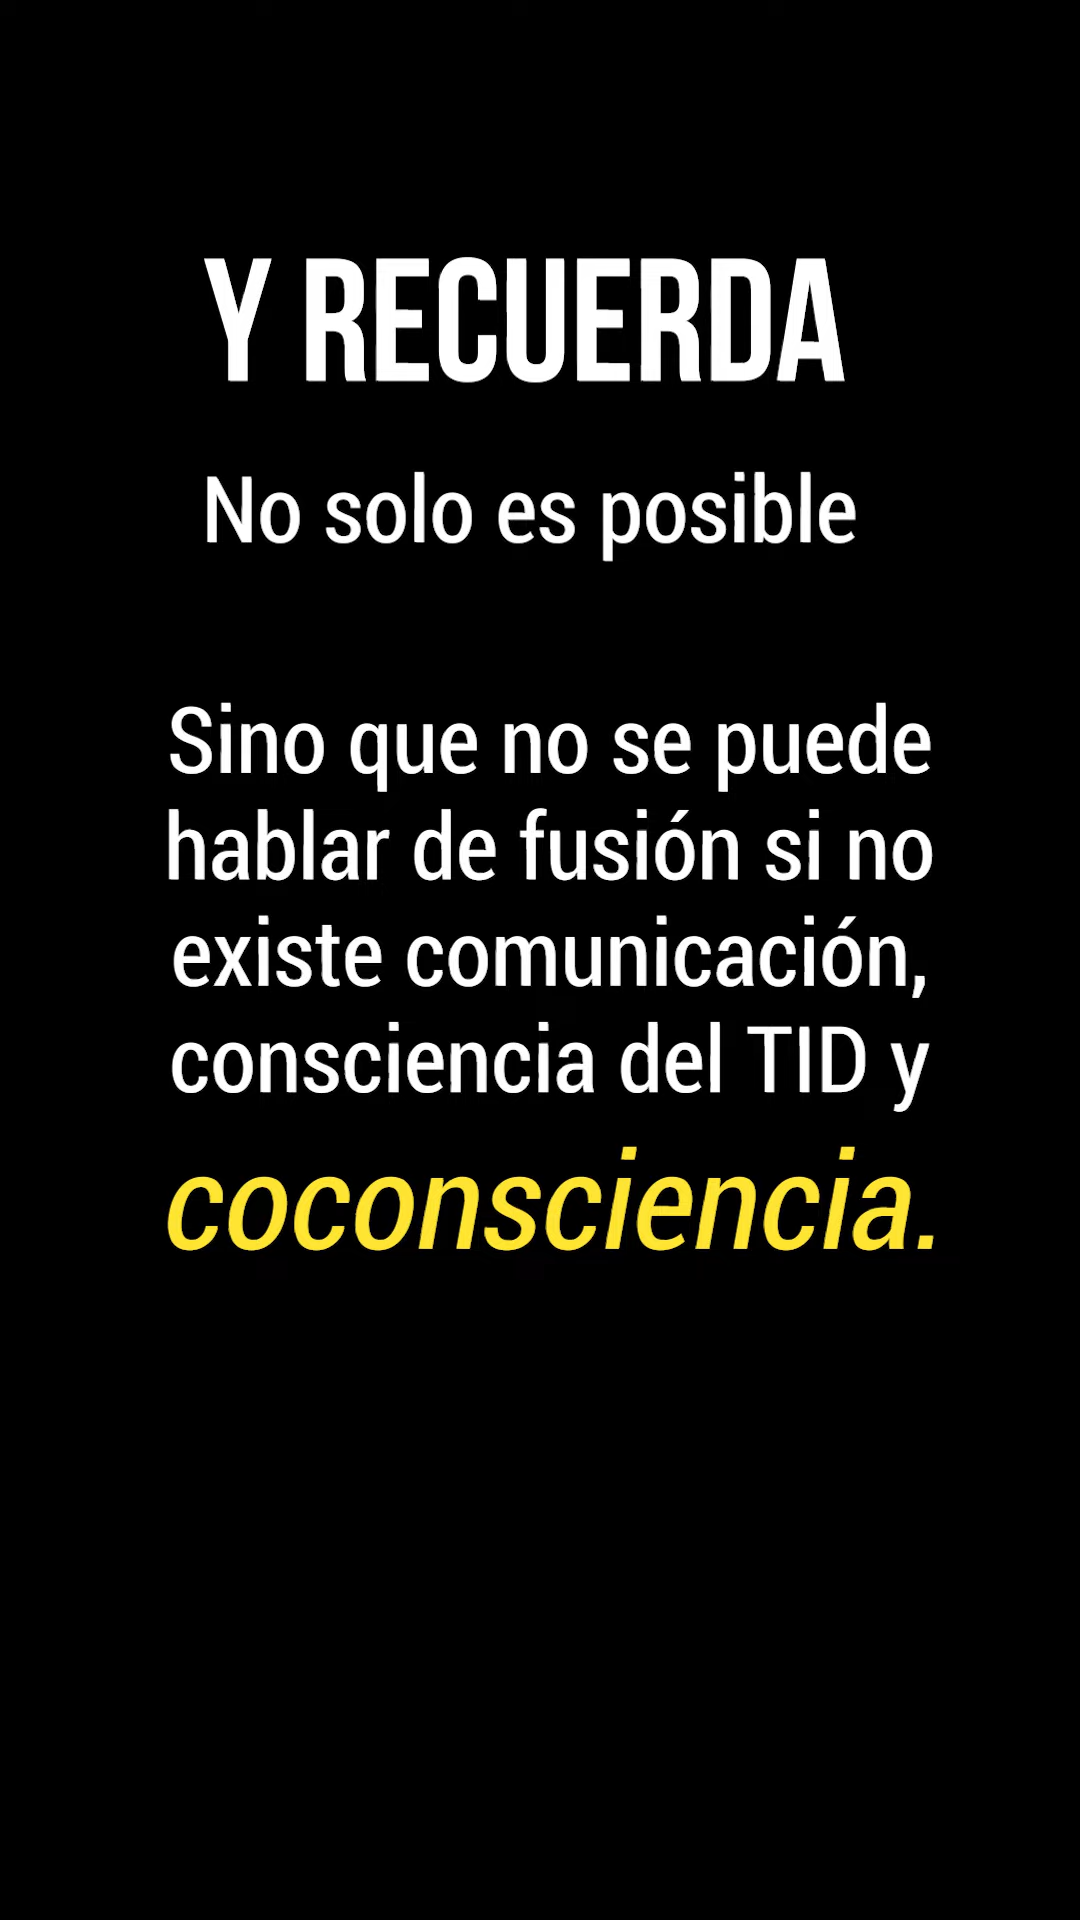 Y RECUERDA
No solo es posible
Sino que no se puede
hablar de fusión si no
existe comunicación,
consciencia del TID y
coconsciencia.